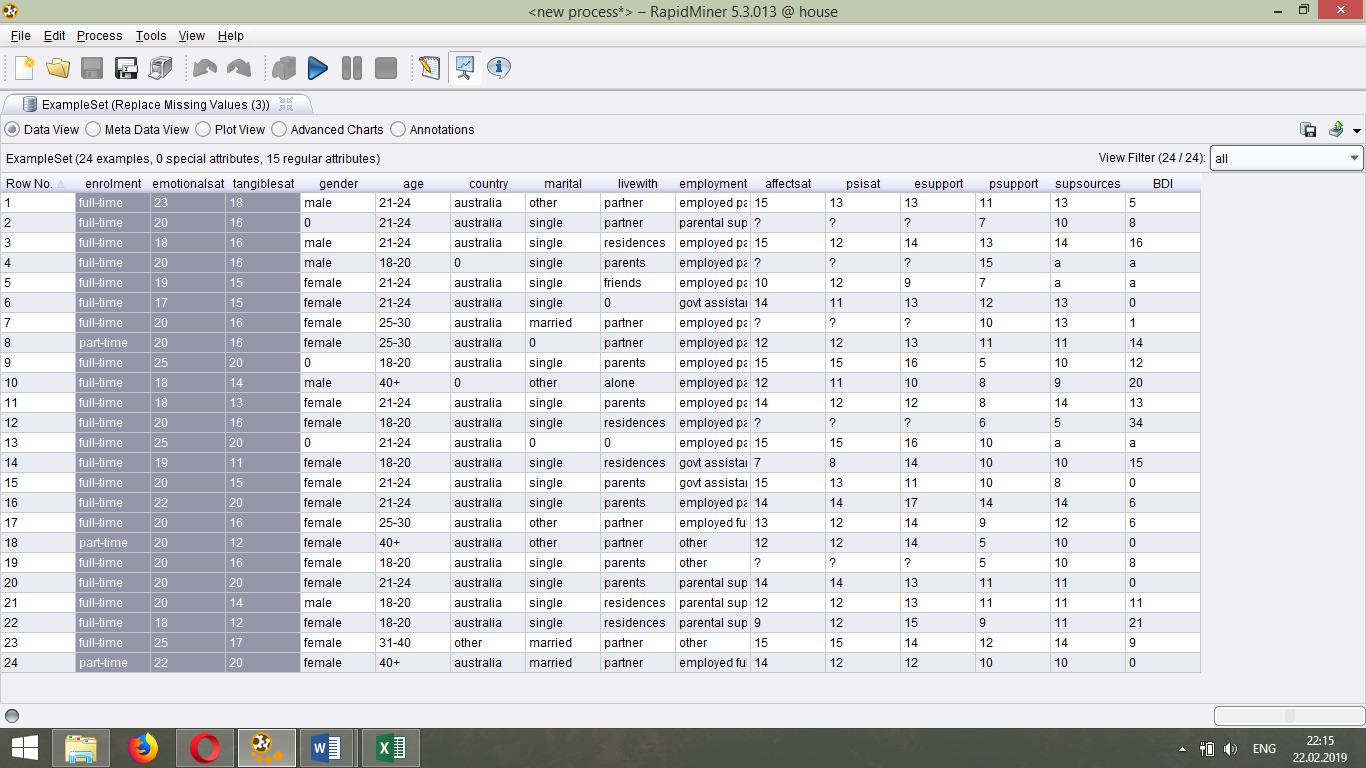 <new process*> – RapidMiner 5.3.013 @ house
File Edit Process Tools View Help
ExampleSet (Replace Missing Values (3))
Data View Meta Data View Plot View Advanced Charts Annotations
ExampleSet (24 examples, 0 special attributes, 15 regular attributes) View Filter (24 / 24): all
Row No. enrolment emotionalsat tangiblesat gender age country marital livewith employment affectsat psisat esupport psupport supsources BDI
1 full-time 23 18 male 21-24 australia other partner employed pa 15 13 13 11 13 5
2 full-time 20 16 0 21-24 australia single partner parental sup ? ? ? 7 10 8
3 full-time 18 16 male 21-24 australia single residences employed pa 15 12 14 13 14 16
4 full-time 20 16 male 18-20 0 single parents employed pa ? ? ? 15 a a
5 full-time 19 15 female 21-24 australia single friends employed pa 10 12 9 7 a a
6 full-time 17 15 female 21-24 australia single 0 govt assistan 14 11 13 12 13 0
7 full-time 20 16 female 25-30 australia married partner employed pa ? ? ? 10 13 1
8 part-time 20 16 female 25-30 australia 0 partner employed pa 12 12 13 11 11 14
9 full-time 25 20 0 18-20 australia single parents employed pa 15 15 16 5 10 12
10 full-time 18 14 male 40+ 0 other alone employed pa 12 11 10 8 9 20
11 full-time 18 13 female 21-24 australia single parents employed pa 14 12 12 8 14 13
12 full-time 20 16 female 18-20 australia single residences employed pa ? ? ? 6 5 34
13 full-time 25 20 0 21-24 australia 0 0 employed pa 15 15 16 10 a a
14 full-time 19 11 female 18-20 australia single residences govt assistan 7 8 14 10 10 15
15 full-time 20 15 female 21-24 australia single parents govt assistan 15 13 11 10 8 0
16 full-time 22 20 female 21-24 australia single parents employed pa 14 14 17 14 14 6
17 full-time 20 16 female 25-30 australia other partner employed ful 13 12 14 9 12 6
18 part-time 20 12 female 40+ australia other partner other 12 12 14 5 10 0
19 full-time 20 16 female 18-20 australia single parents other ? ? ? 5 10 8
20 full-time 20 20 female 21-24 australia single parents parental sup 14 14 13 11 11 0
21 full-time 20 14 male 18-20 australia single residences parental sup 12 12 13 11 11 11
22 full-time 18 12 female 18-20 australia single residences parental sup 9 12 15 9 11 21
23 full-time 25 17 female 31-40 other married partner other 15 15 14 12 14 9
24 part-time 22 20 female 40+ australia married partner employed ful 14 12 12 10 10 0
ENG 22:15
22.02.2019